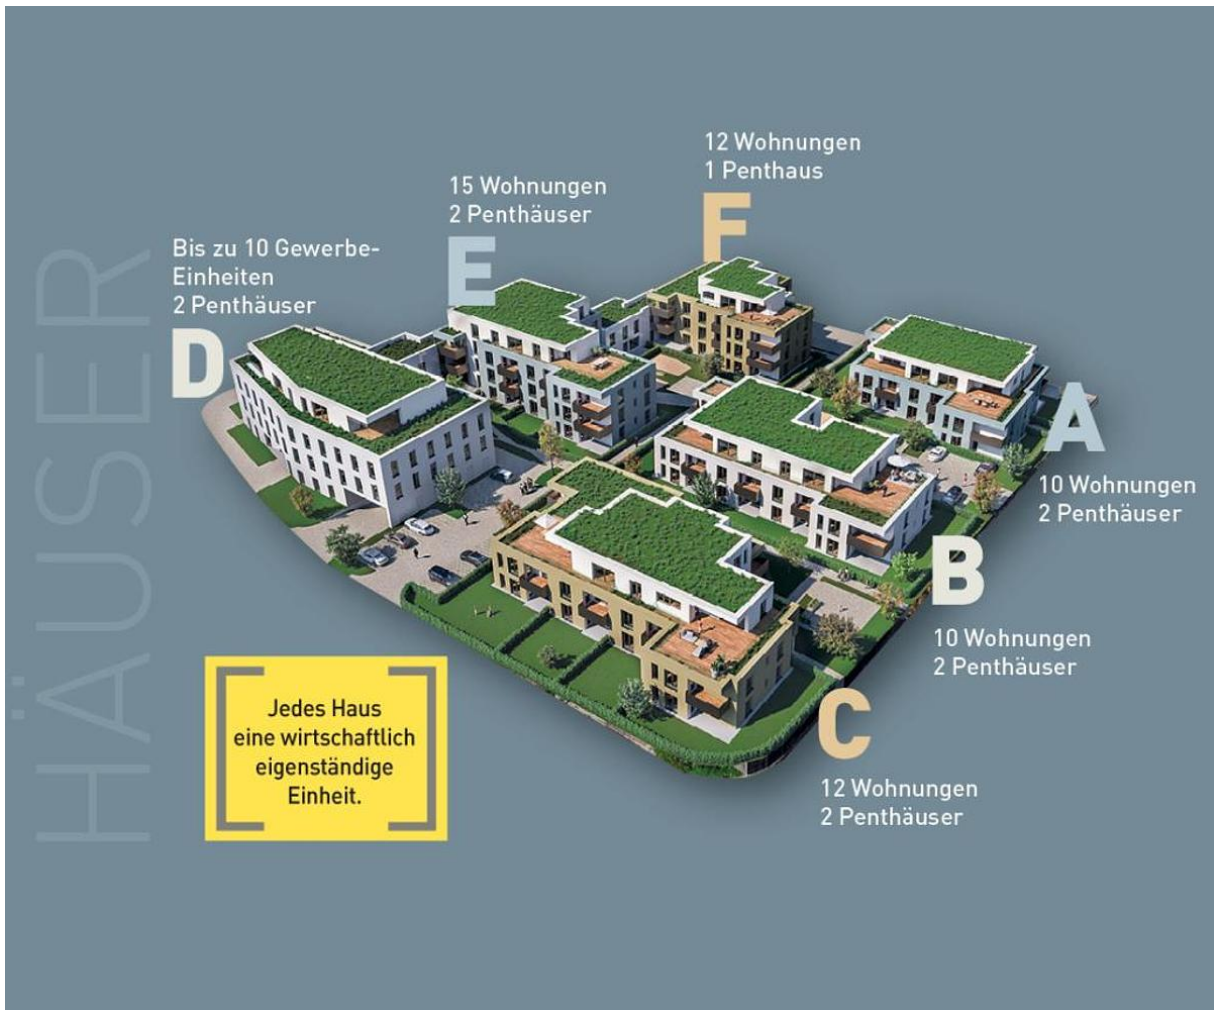 HÄUSER
12 Wohnungen
1 Penthaus
F
15 Wohnungen
2 Penthäuser
E
Bis zu 10 Gewerbe-
Einheiten
2 Penthäuser
D
A
10 Wohnungen
2 Penthäuser
B
10 Wohnungen
2 Penthäuser
C
12 Wohnungen
2 Penthäuser
Jedes Haus
eine wirtschaftlich
eigenständige
Einheit.